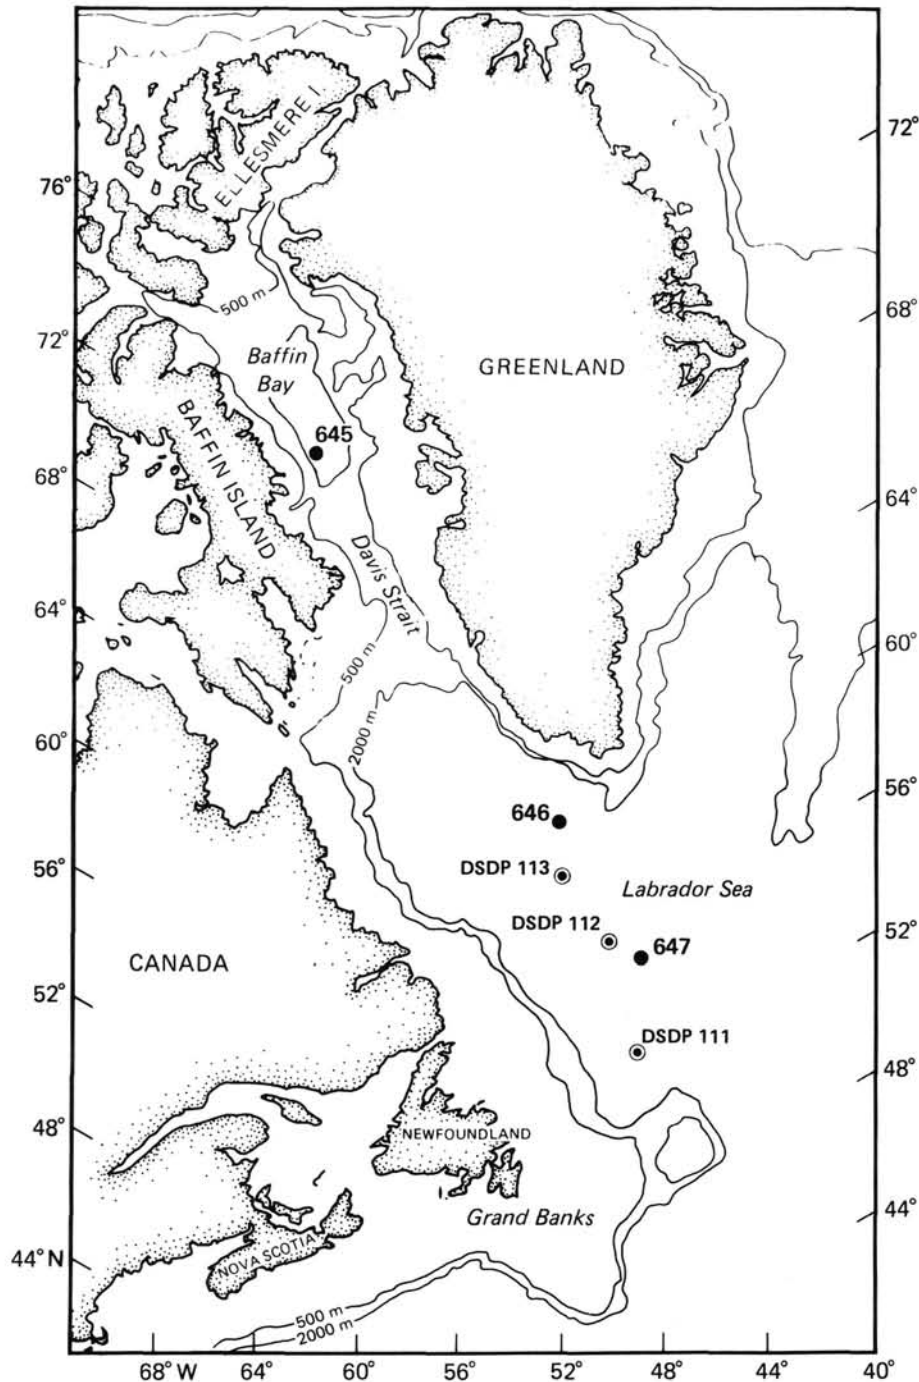 ELLESMERE I
72°
76°
500 m
68°
72°
Baffin
Bay
GREENLAND
BAFFIN ISLAND
645
68°
64°
Davis Strait
64°
500 m
60°
2000 m
60°
56°
646
DSDP 113
56°
Labrador Sea
DSDP 112
52°
647
CANADA
52°
DSDP 111
48°
48°
NEWFOUNDLAND
Grand Banks
44°
NOVA SCOTIA
44° N
500 m
2000 m
68° W
64°
60°
56°
52°
48°
44°
40°